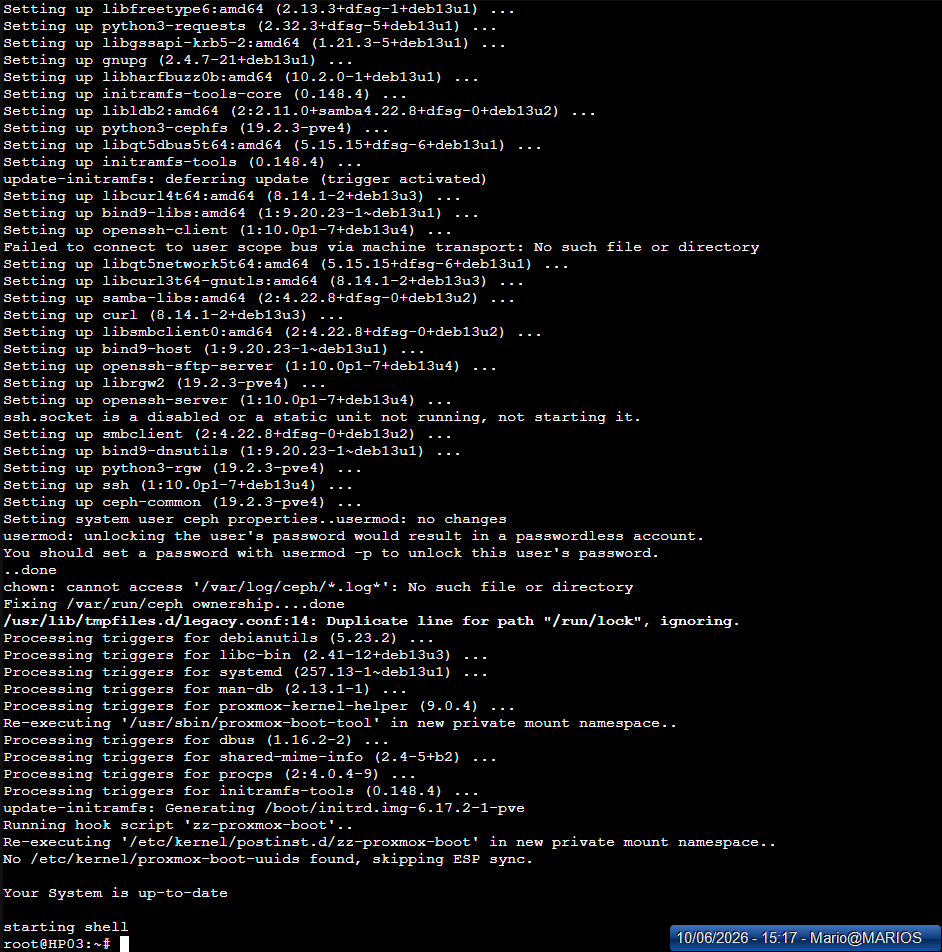 Setting up libfreetype6:amd64 (2.13.3+dfsg-1+deb13u1) ...
Setting up python3-requests (2.32.3+dfsg-5+deb13u1) ...
Setting up libgssapi-krb5-2:amd64 (1.21.3-5+deb13u1) ...
Setting up gnupg (2.4.7-21+deb13u1) ...
Setting up libharfbuzz0b:amd64 (10.2.0-1+deb13u1) ...
Setting up initramfs-tools-core (0.148.4) ...
Setting up libldb2:amd64 (2:2.11.0+samba4.22.8+dfsg-0+deb13u2) ...
Setting up python3-cephfs (19.2.3-pve4) ...
Setting up libqt5dbus5t64:amd64 (5.15.15+dfsg-6+deb13u1) ...
Setting up initramfs-tools (0.148.4) ...
update-initramfs: deferring update (trigger activated)
Setting up libcurl4t64:amd64 (8.14.1-2+deb13u3) ...
Setting up bind9-libs:amd64 (1:9.20.23-1~deb13u1) ...
Setting up openssh-client (1:10.0p1-7+deb13u4) ...
Failed to connect to user scope bus via machine transport: No such file or directory
Setting up libqt5network5t64:amd64 (5.15.15+dfsg-6+deb13u1) ...
Setting up libcurl3t64-gnutls:amd64 (8.14.1-2+deb13u3) ...
Setting up samba-libs:amd64 (2:4.22.8+dfsg-0+deb13u2) ...
Setting up curl (8.14.1-2+deb13u3) ...
Setting up libsmbclient0:amd64 (2:4.22.8+dfsg-0+deb13u2) ...
Setting up bind9-host (1:9.20.23-1~deb13u1) ...
Setting up openssh-sftp-server (1:10.0p1-7+deb13u4) ...
Setting up librgw2 (19.2.3-pve4) ...
Setting up openssh-server (1:10.0p1-7+deb13u4) ...
ssh.socket is a disabled or a static unit not running, not starting it.
Setting up smbclient (2:4.22.8+dfsg-0+deb13u2) ...
Setting up bind9-dnsutils (1:9.20.23-1~deb13u1) ...
Setting up python3-rgw (19.2.3-pve4) ...
Setting up ssh (1:10.0p1-7+deb13u4) ...
Setting up ceph-common (19.2.3-pve4) ...
Setting system user ceph properties..usermod: no changes
usermod: unlocking the user's password would result in a passwordless account.
You should set a password with usermod -p to unlock this user's password.
..done
chown: cannot access '/var/log/ceph/*.log*': No such file or directory
Fixing /var/run/ceph ownership....done
/usr/lib/tmpfiles.d/legacy.conf:14: Duplicate line for path "/run/lock", ignoring.
Processing triggers for debianutils (5.23.2) ...
Processing triggers for libc-bin (2.41-12+deb13u3) ...
Processing triggers for systemd (257.13-1~deb13u1) ...
Processing triggers for man-db (2.13.1-1) ...
Processing triggers for proxmox-kernel-helper (9.0.4) ...
Re-executing '/usr/sbin/proxmox-boot-tool' in new private mount namespace..
Processing triggers for dbus (1.16.2-2) ...
Processing triggers for shared-mime-info (2.4-5+b2) ...
Processing triggers for procps (2:4.0.4-9) ...
Processing triggers for initramfs-tools (0.148.4) ...
update-initramfs: Generating /boot/initrd.img-6.17.2-1-pve
Running hook script 'zz-proxmox-boot'..
Re-executing '/etc/kernel/postinst.d/zz-proxmox-boot' in new private mount namespace..
No /etc/kernel/proxmox-boot-uuids found, skipping ESP sync.
Your System is up-to-date
starting shell
root@HP03:~#
10/06/2026 - 15:17 - Mario@MARIOS